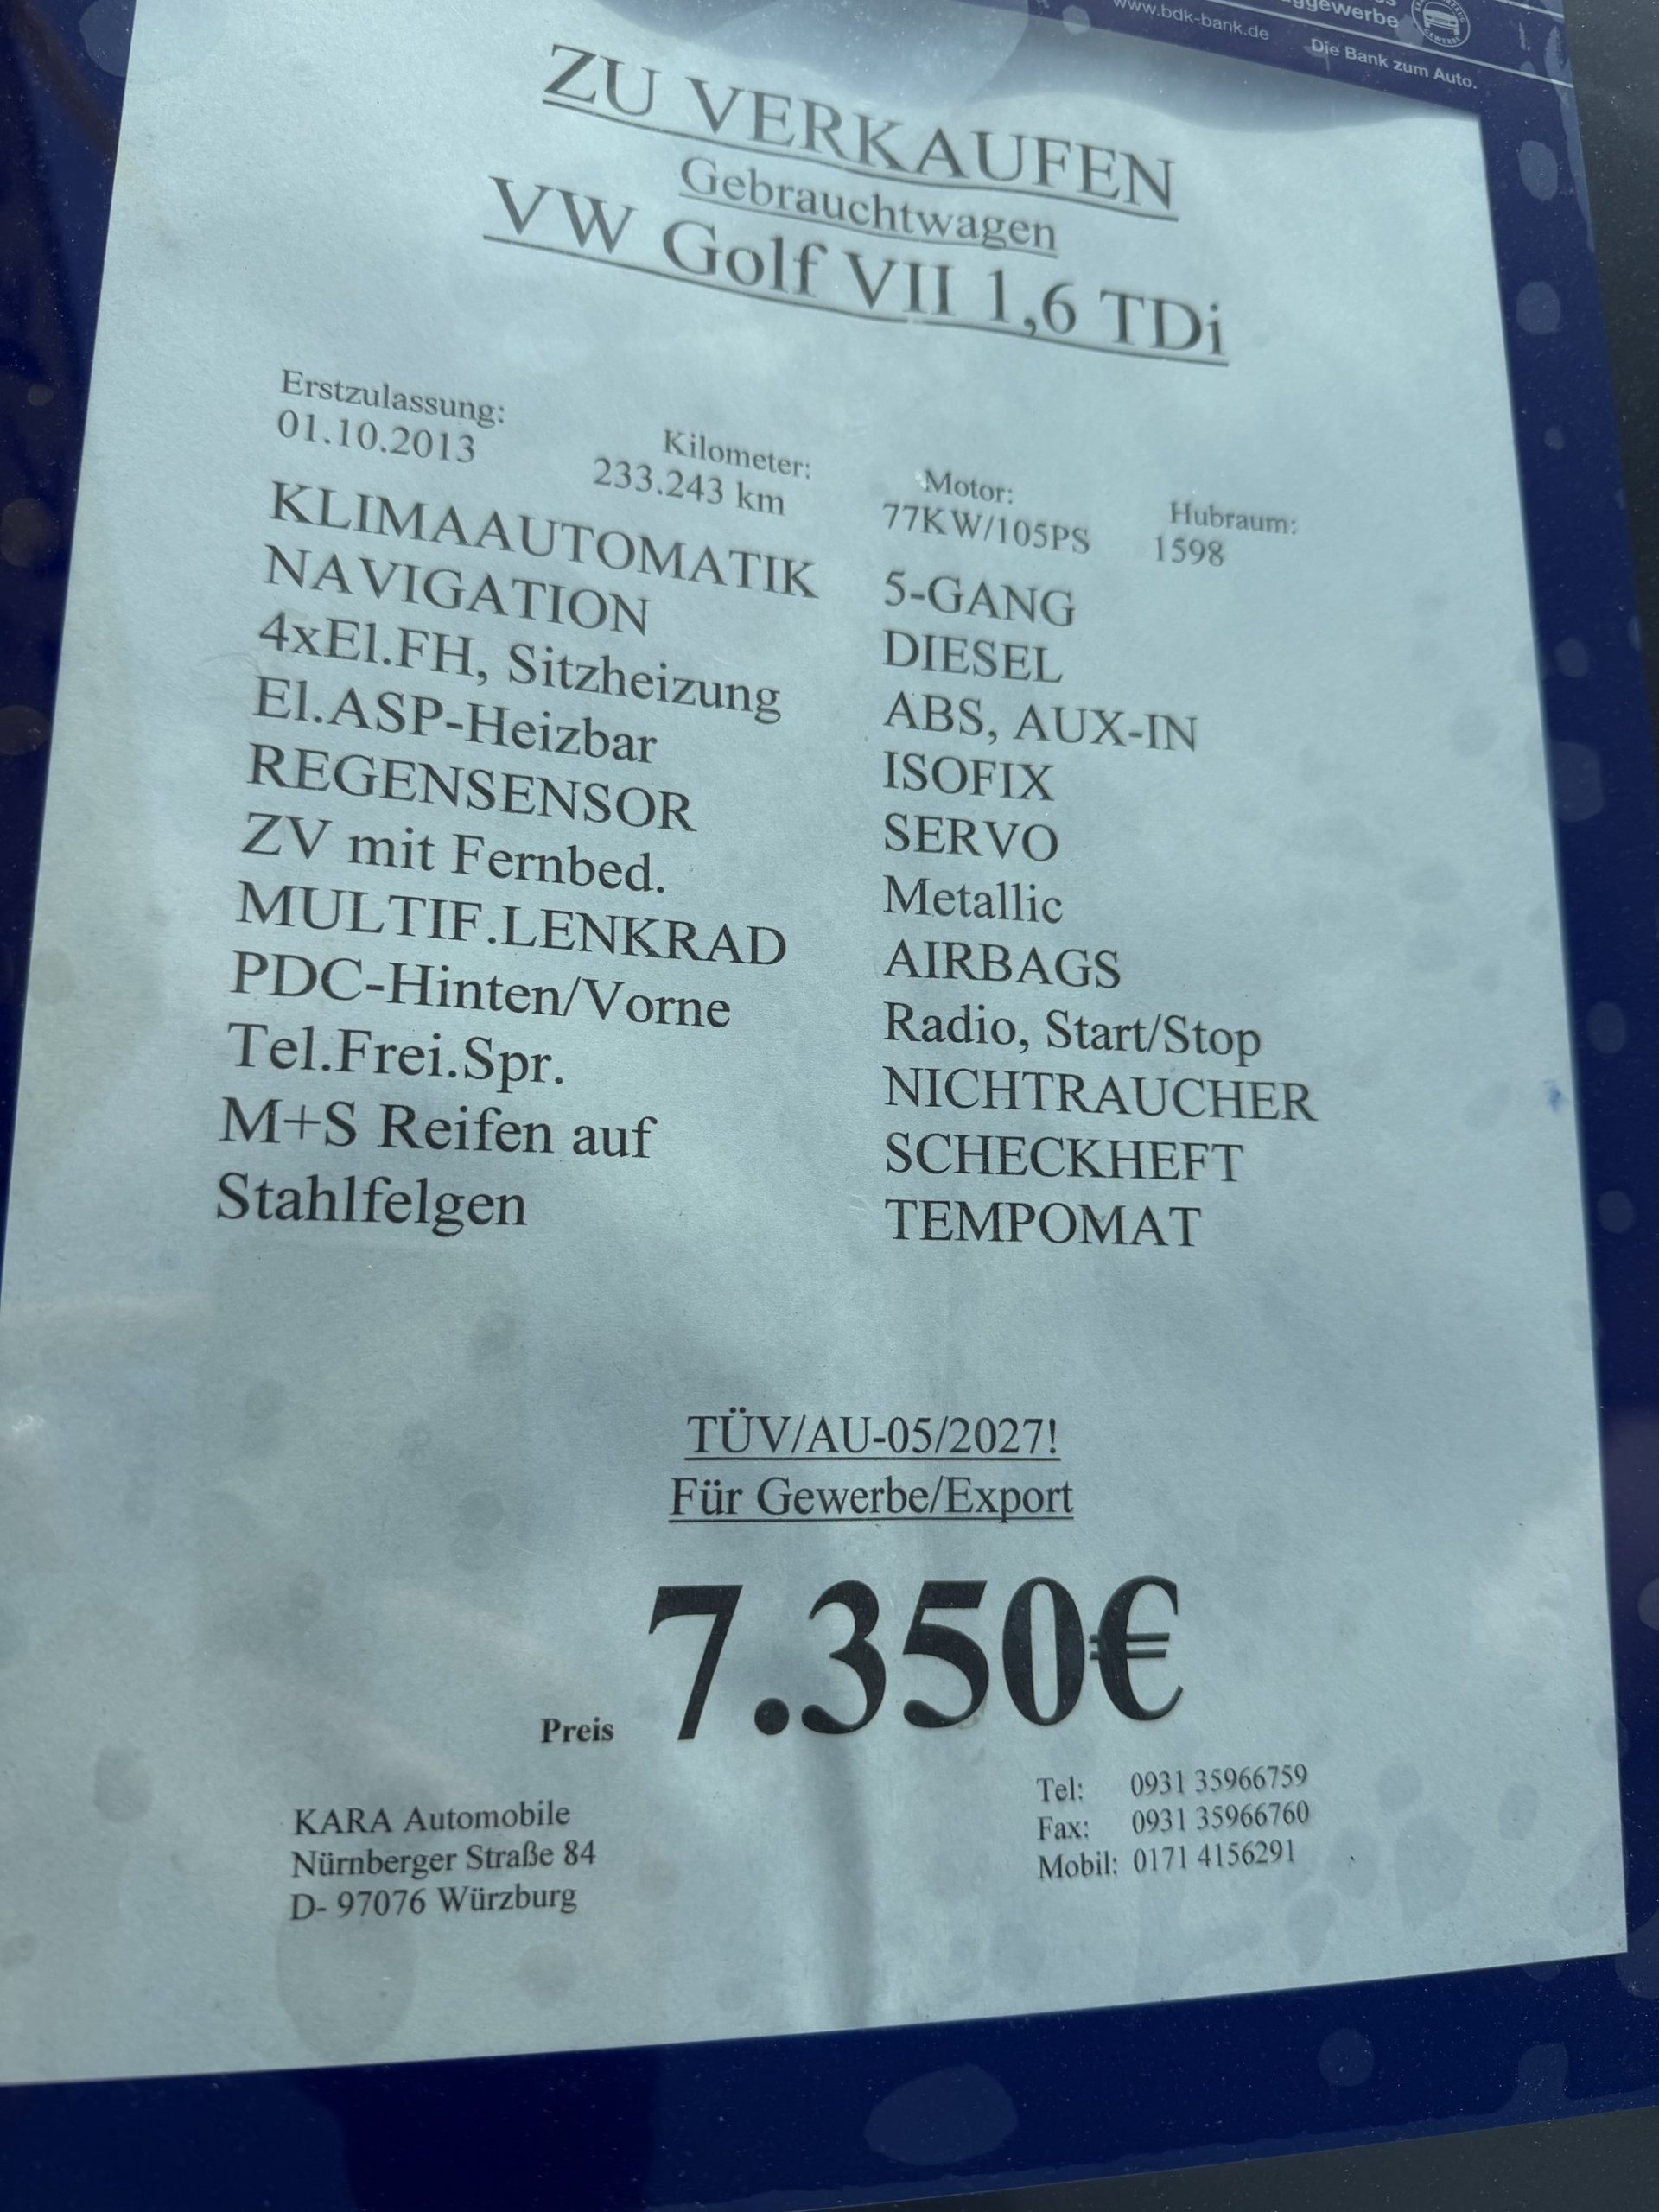 www.bdk-bank.de
Die Bank zum Auto.
ZU VERKAUFEN
Gebrauchtwagen
VW Golf VII 1,6 TDi
Erstzulassung: Kilometer: Motor: Hubraum:
01.10.2013 233.243 km 77KW/105PS 1598
KLIMAAUTOMATIK 5-GANG
NAVIGATION DIESEL
4xEl.FH, Sitzheizung ABS, AUX-IN
El.ASP-Heizbar ISOFIX
REGENSENSOR SERVO
ZV mit Fernbed. Metallic
MULTIF.LENKRAD AIRBAGS
PDC-Hinten/Vorne Radio, Start/Stop
Tel.Frei.Spr. NICHTRAUCHER
M+S Reifen auf SCHECKHEFT
Stahlfelgen TEMPOMAT
TÜV/AU-05/2027!
Für Gewerbe/Export
Preis 7.350€
KARA Automobile
Nürnberger Straße 84
D- 97076 Würzburg
Tel: 0931 35966759
Fax: 0931 35966760
Mobil: 0171 4156291